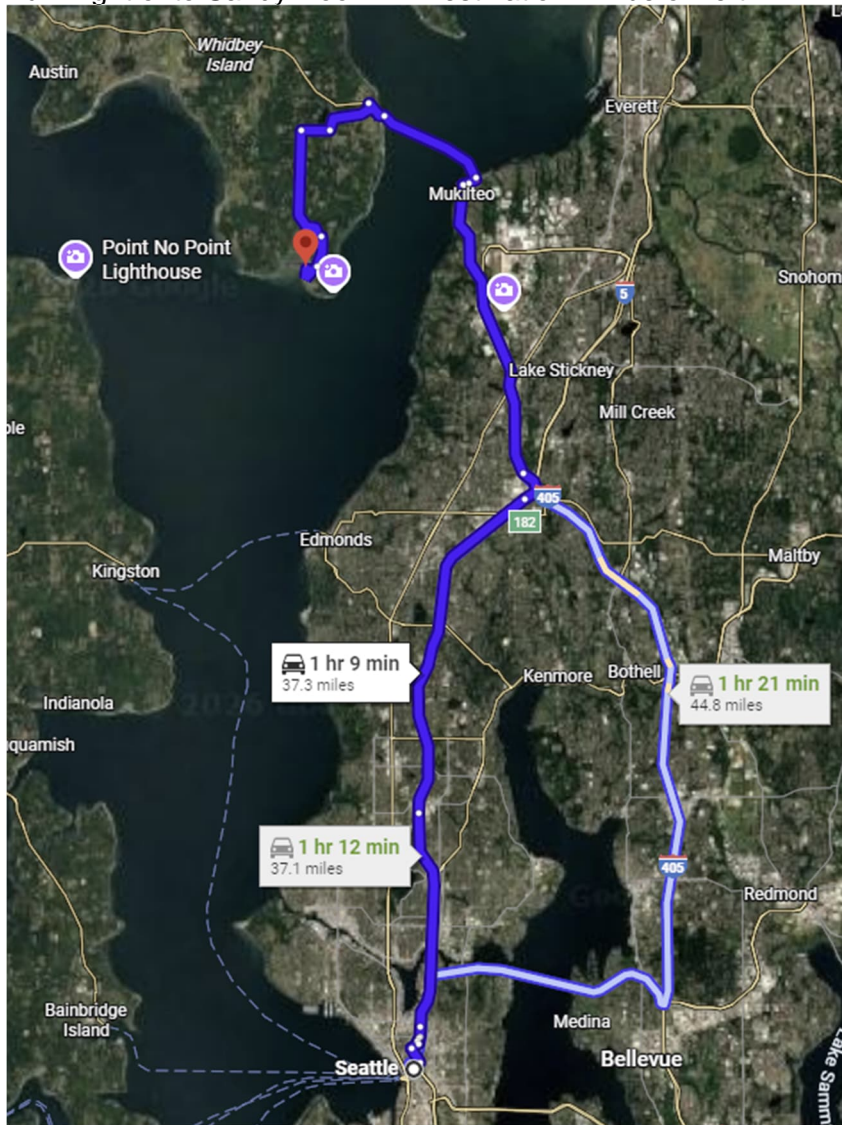 Whidbey
Island
Austin
Everett
Mukilteo
Point No Point
Lighthouse
Snohom
5
Lake Stickney
Mill Creek
405
182
Edmonds
Maltby
Kingston
1 hr 9 min
37.3 miles
Kenmore
Bothell
1 hr 21 min
44.8 miles
Indianola
quamish
1 hr 12 min
37.1 miles
405
Redmond
Bainbridge
Island
Medina
Seattle
Bellevue
Lake Samm